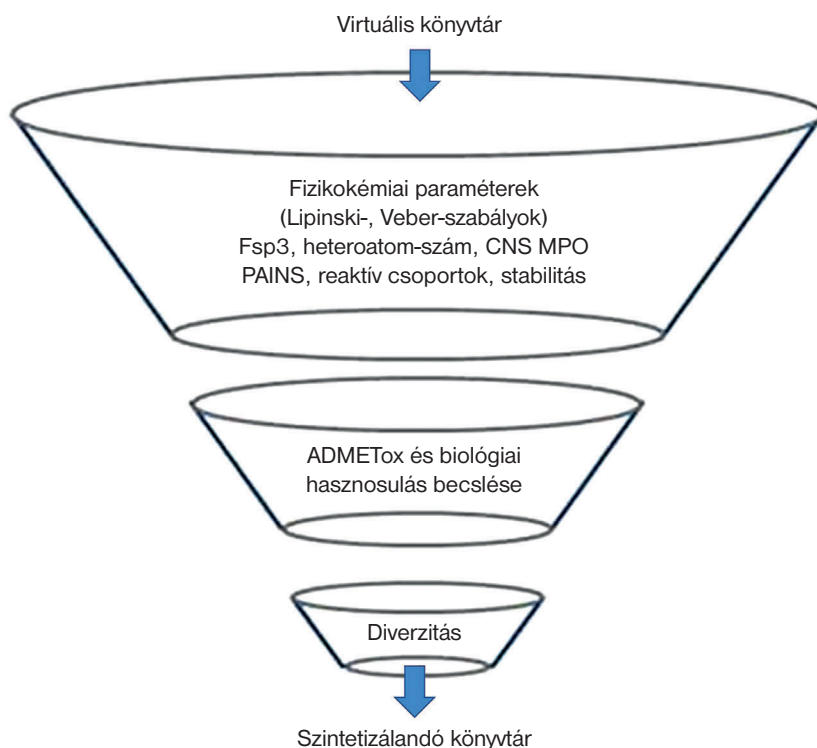 Virtuális könyvtár
Fizikokémiai paraméterek
(Lipinski-, Veber-szabályok)
Fsp3, heteroatom-szám, CNS MPO
PAINS, reaktív csoportok, stabilitás
ADMETox és biológiai
hasznosulás becslése
Diverzitás
Szintetizálandó könyvtár